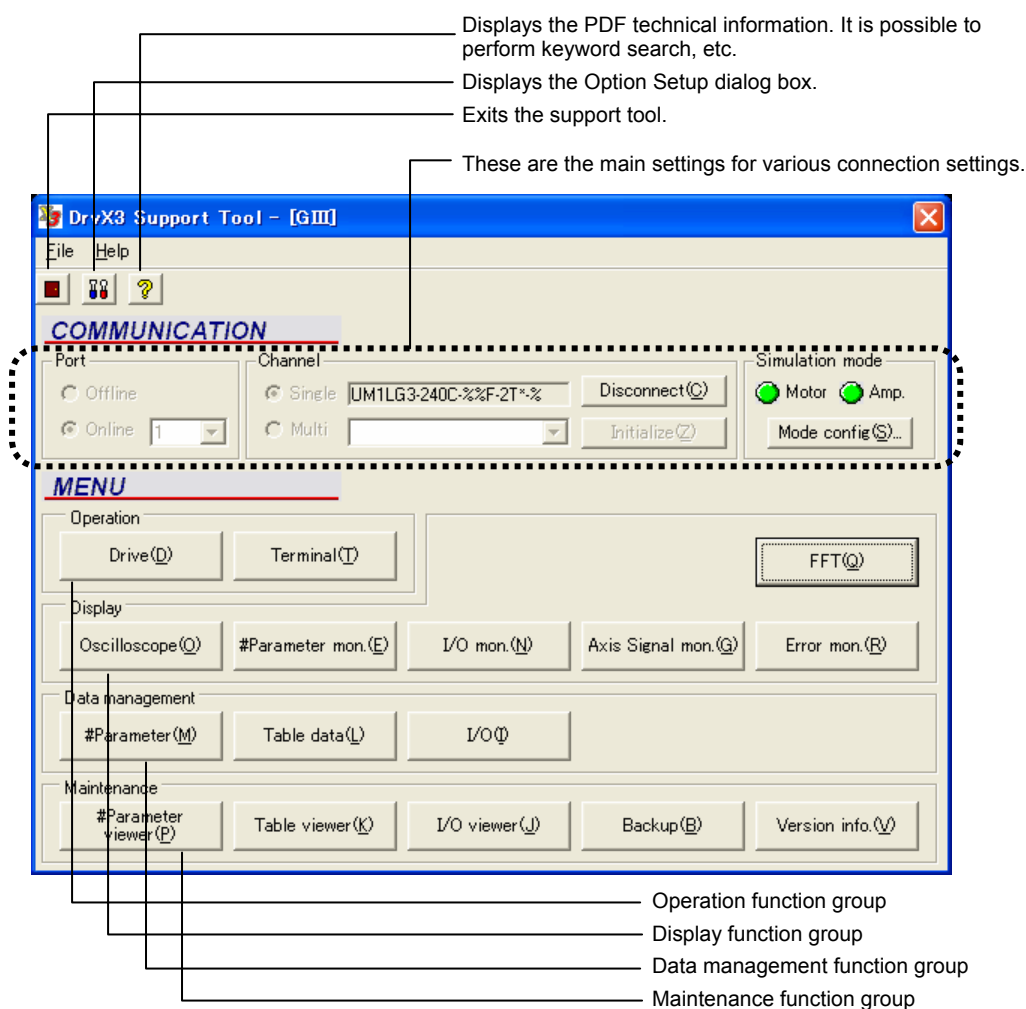 Displays the PDF technical information. It is possible to
perform keyword search, etc.
Displays the Option Setup dialog box.
Exits the support tool.
These are the main settings for various connection settings.
DrvX3 Support Tool - [GⅢ]
File Help
COMMUNICATION
Port
Channel
Simulation mode
Offline
Single UM1LG3-240C-%%F-2T*-% Disconnect(C)
Motor Amp.
Online 1
Multi
Initialize(Z)
Mode config(S)...
MENU
Operation
Drive(D) Terminal(T)
FFT(Q)
Display
Oscilloscope(O) #Parameter mon.(E) I/O mon.(N) Axis Signal mon.(G) Error mon.(R)
Data management
#Parameter(M) Table data(L) I/O(I)
Maintenance
#Parameter
viewer(P)
Table viewer(K) I/O viewer(J) Backup(B) Version info.(V)
Operation function group
Display function group
Data management function group
Maintenance function group